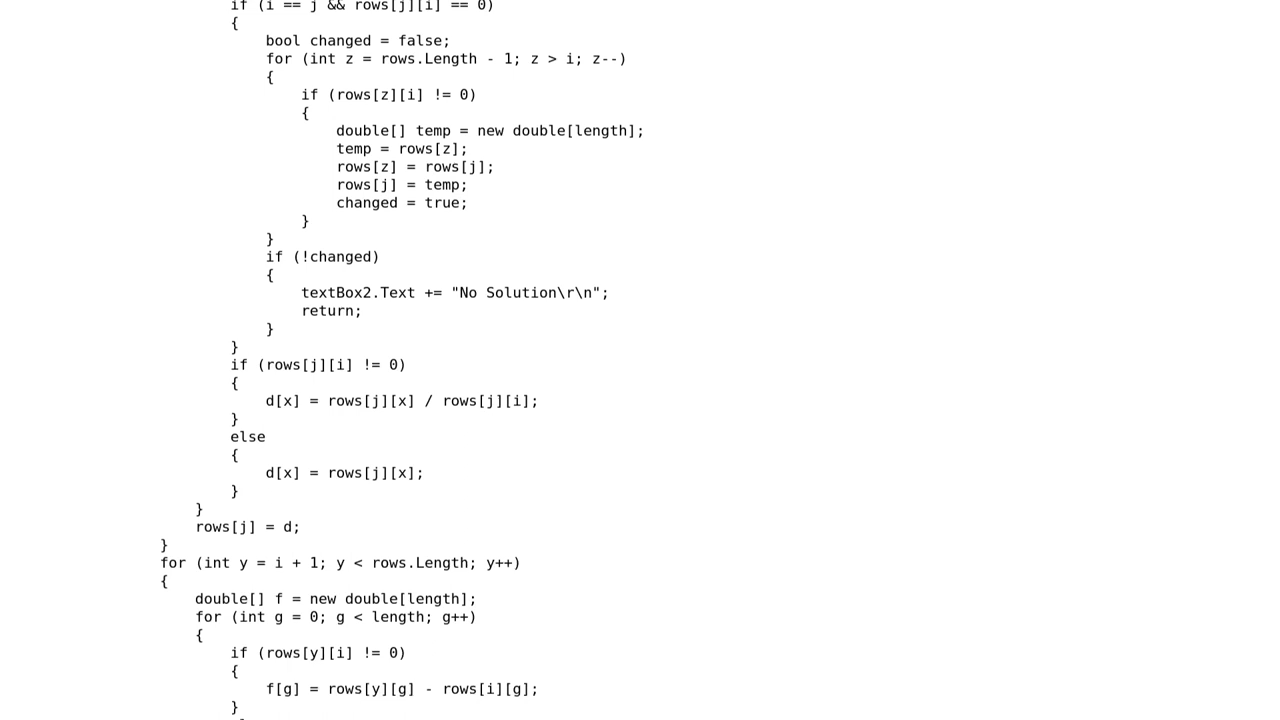 if (i == j && rows[j][i] == 0)
{
bool changed = false;
for (int z = rows.Length - 1; z > i; z--)
{
if (rows[z][i] != 0)
{
double[] temp = new double[length];
temp = rows[z];
rows[z] = rows[j];
rows[j] = temp;
changed = true;
}
}
if (!changed)
{
textBox2.Text += "No Solution\r\n";
return;
}
}
if (rows[j][i] != 0)
{
d[x] = rows[j][x] / rows[j][i];
}
else
{
d[x] = rows[j][x];
}
}
rows[j] = d;
}
for (int y = i + 1; y < rows.Length; y++)
{
double[] f = new double[length];
for (int g = 0; g < length; g++)
{
if (rows[y][i] != 0)
{
f[g] = rows[y][g] - rows[i][g];
}